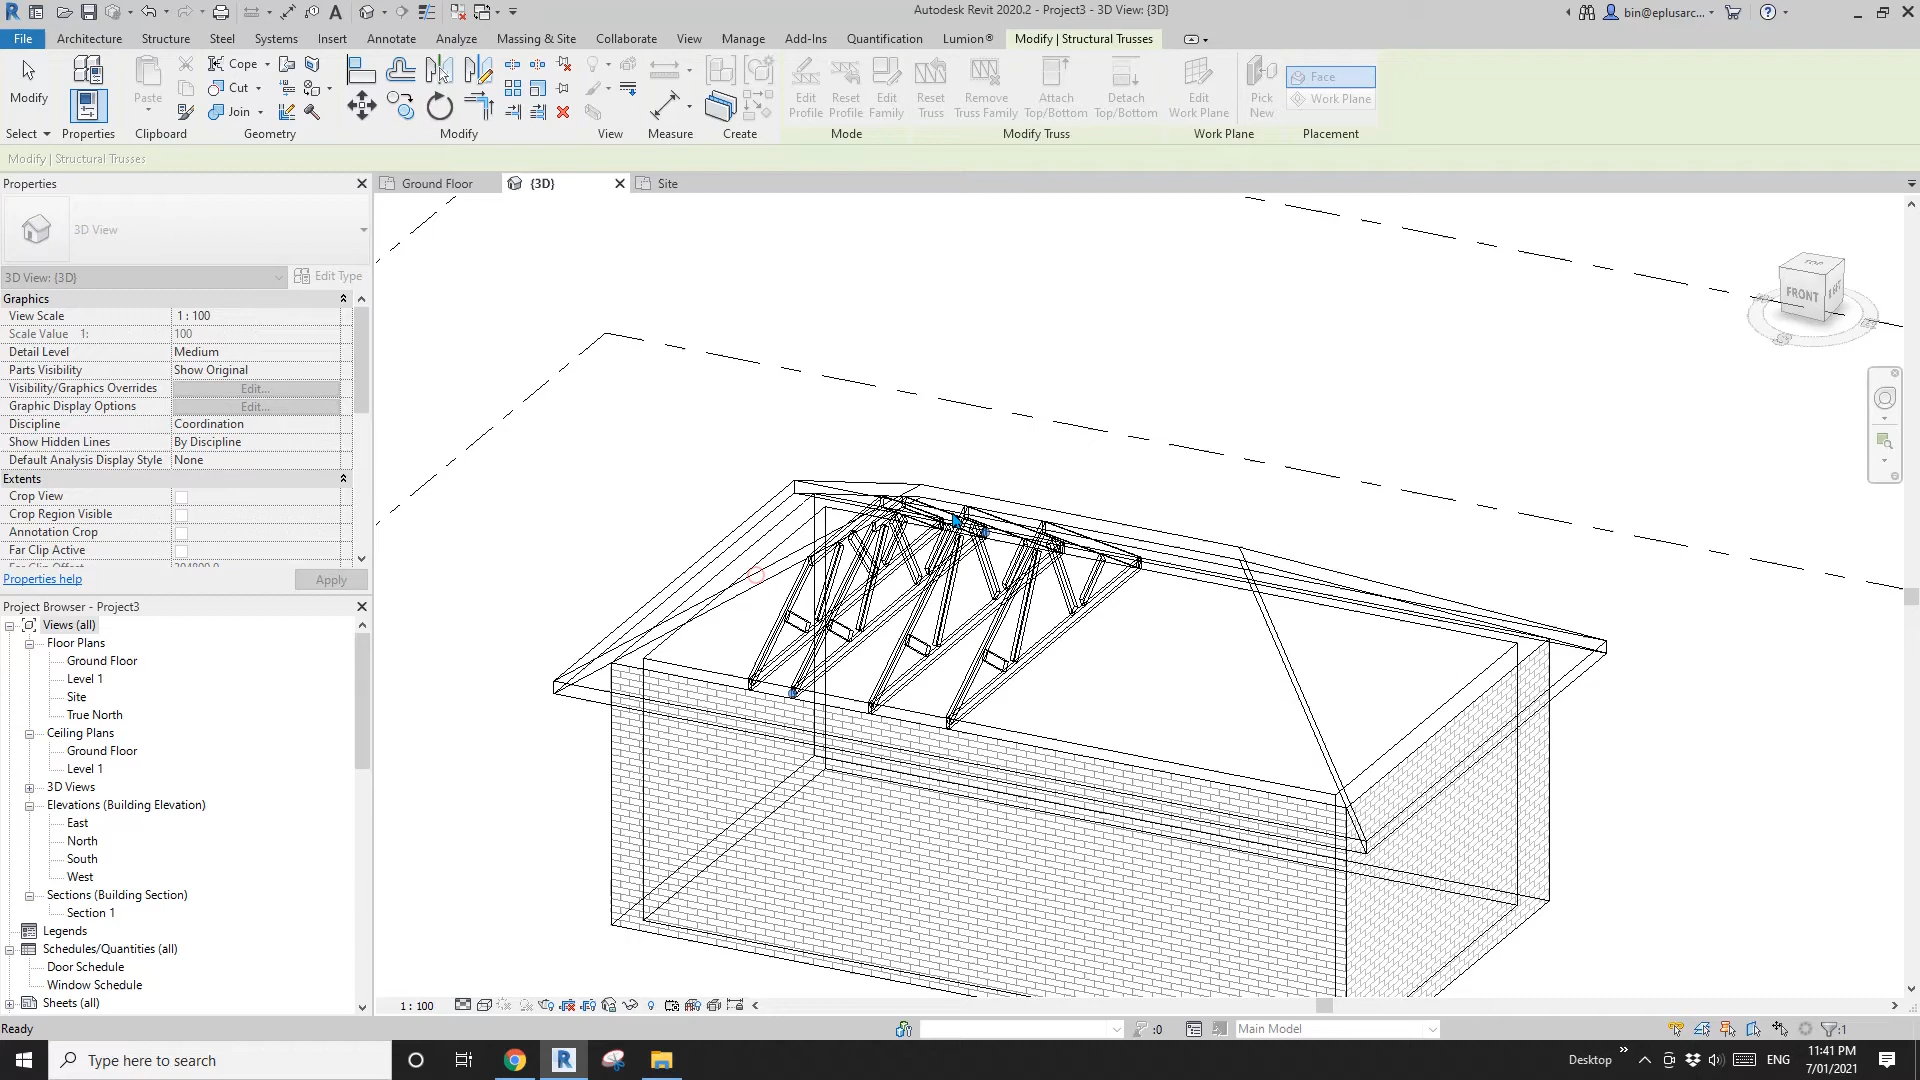 Autodesk Revit 2020.2 - Project3 - 3D View: {3D}
bin@eplusarc...
File Architecture Structure Steel Systems Insert Annotate Analyze Massing & Site Collaborate View Manage Add-Ins Quantification Lumion® Modify | Structural Trusses
Modify
Paste
Cope
Cut
Join
Edit Profile
Reset Profile
Edit Family
Reset Truss
Remove Truss Family
Attach Top/Bottom
Detach Top/Bottom
Edit Work Plane
Pick New
Face
Work Plane
Select Properties Clipboard Geometry Modify View Measure Create Mode Modify Truss Work Plane Placement
Modify | Structural Trusses
Properties
Ground Floor {3D} Site
3D View
3D View: {3D} Edit Type
Graphics
View Scale 1 : 100
Scale Value 1: 100
Detail Level Medium
Parts Visibility Show Original
Visibility/Graphics Overrides Edit...
Graphic Display Options Edit...
Discipline Coordination
Show Hidden Lines By Discipline
Default Analysis Display Style None
Extents
Crop View
Crop Region Visible
Annotation Crop
Far Clip Active
Far Clip Offset 304800.0
Properties help Apply
Project Browser - Project3
Views (all)
Floor Plans
Ground Floor
Level 1
Site
True North
Ceiling Plans
Ground Floor
Level 1
3D Views
Elevations (Building Elevation)
East
North
South
West
Sections (Building Section)
Section 1
Legends
Schedules/Quantities (all)
Door Schedule
Window Schedule
Sheets (all)
TOP
FRONT
LEFT
1 : 100
Ready
:0
Main Model
:1
Type here to search
Desktop
ENG
11:41 PM
7/01/2021